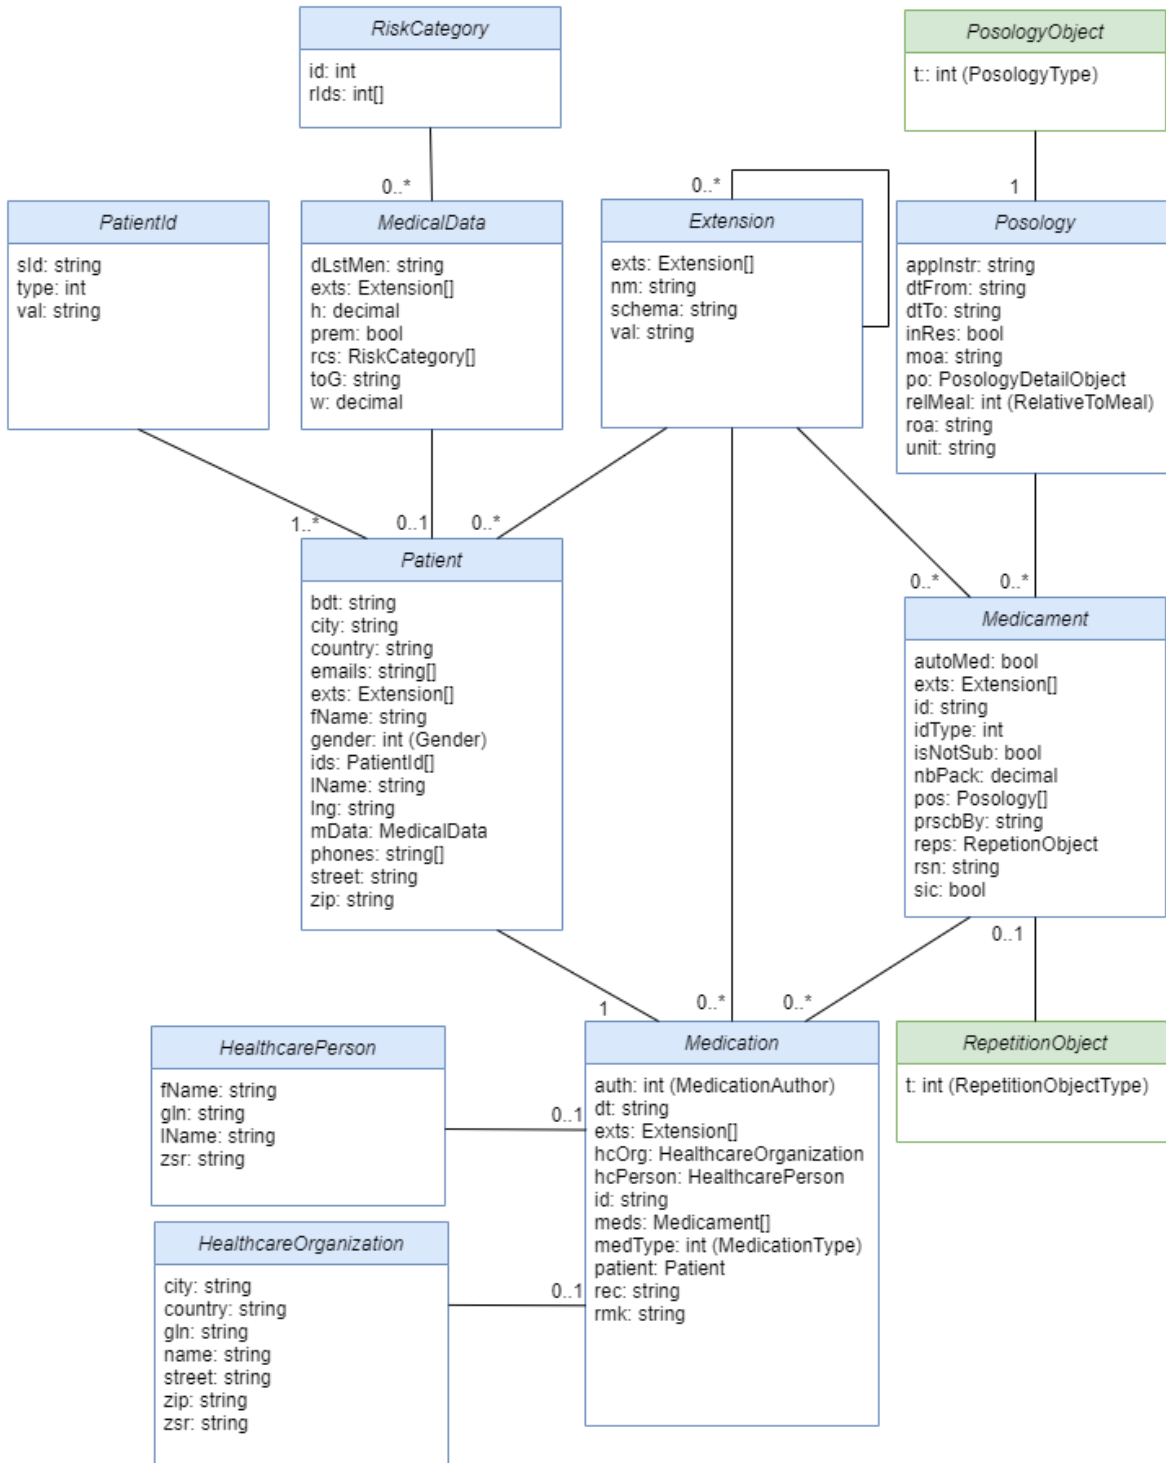 RiskCategory
id: int
rIds: int[]
PosologyObject
t:: int (PosologyType)
0..*
0..*
1
PatientId
sId: string
type: int
val: string
MedicalData
dLstMen: string
exts: Extension[]
h: decimal
prem: bool
rcs: RiskCategory[]
toG: string
w: decimal
Extension
exts: Extension[]
nm: string
schema: string
val: string
Posology
appInstr: string
dtFrom: string
dtTo: string
inRes: bool
moa: string
po: PosologyDetailObject
relMeal: int (RelativeToMeal)
roa: string
unit: string
1..*
0..1
0..*
0..*
0..*
Patient
bdt: string
city: string
country: string
emails: string[]
exts: Extension[]
fName: string
gender: int (Gender)
ids: PatientId[]
lName: string
lng: string
mData: MedicalData
phones: string[]
street: string
zip: string
Medicament
autoMed: bool
exts: Extension[]
id: string
idType: int
isNotSub: bool
nbPack: decimal
pos: Posology[]
prscbBy: string
reps: RepetionObject
rsn: string
sic: bool
0..1
1
0..*
0..*
HealthcarePerson
fName: string
gln: string
lName: string
zsr: string
0..1
Medication
auth: int (MedicationAuthor)
dt: string
exts: Extension[]
hcOrg: HealthcareOrganization
hcPerson: HealthcarePerson
id: string
meds: Medicament[]
medType: int (MedicationType)
patient: Patient
rec: string
rmk: string
RepetitionObject
t: int (RepetitionObjectType)
HealthcareOrganization
city: string
country: string
gln: string
name: string
street: string
zip: string
zsr: string
0..1